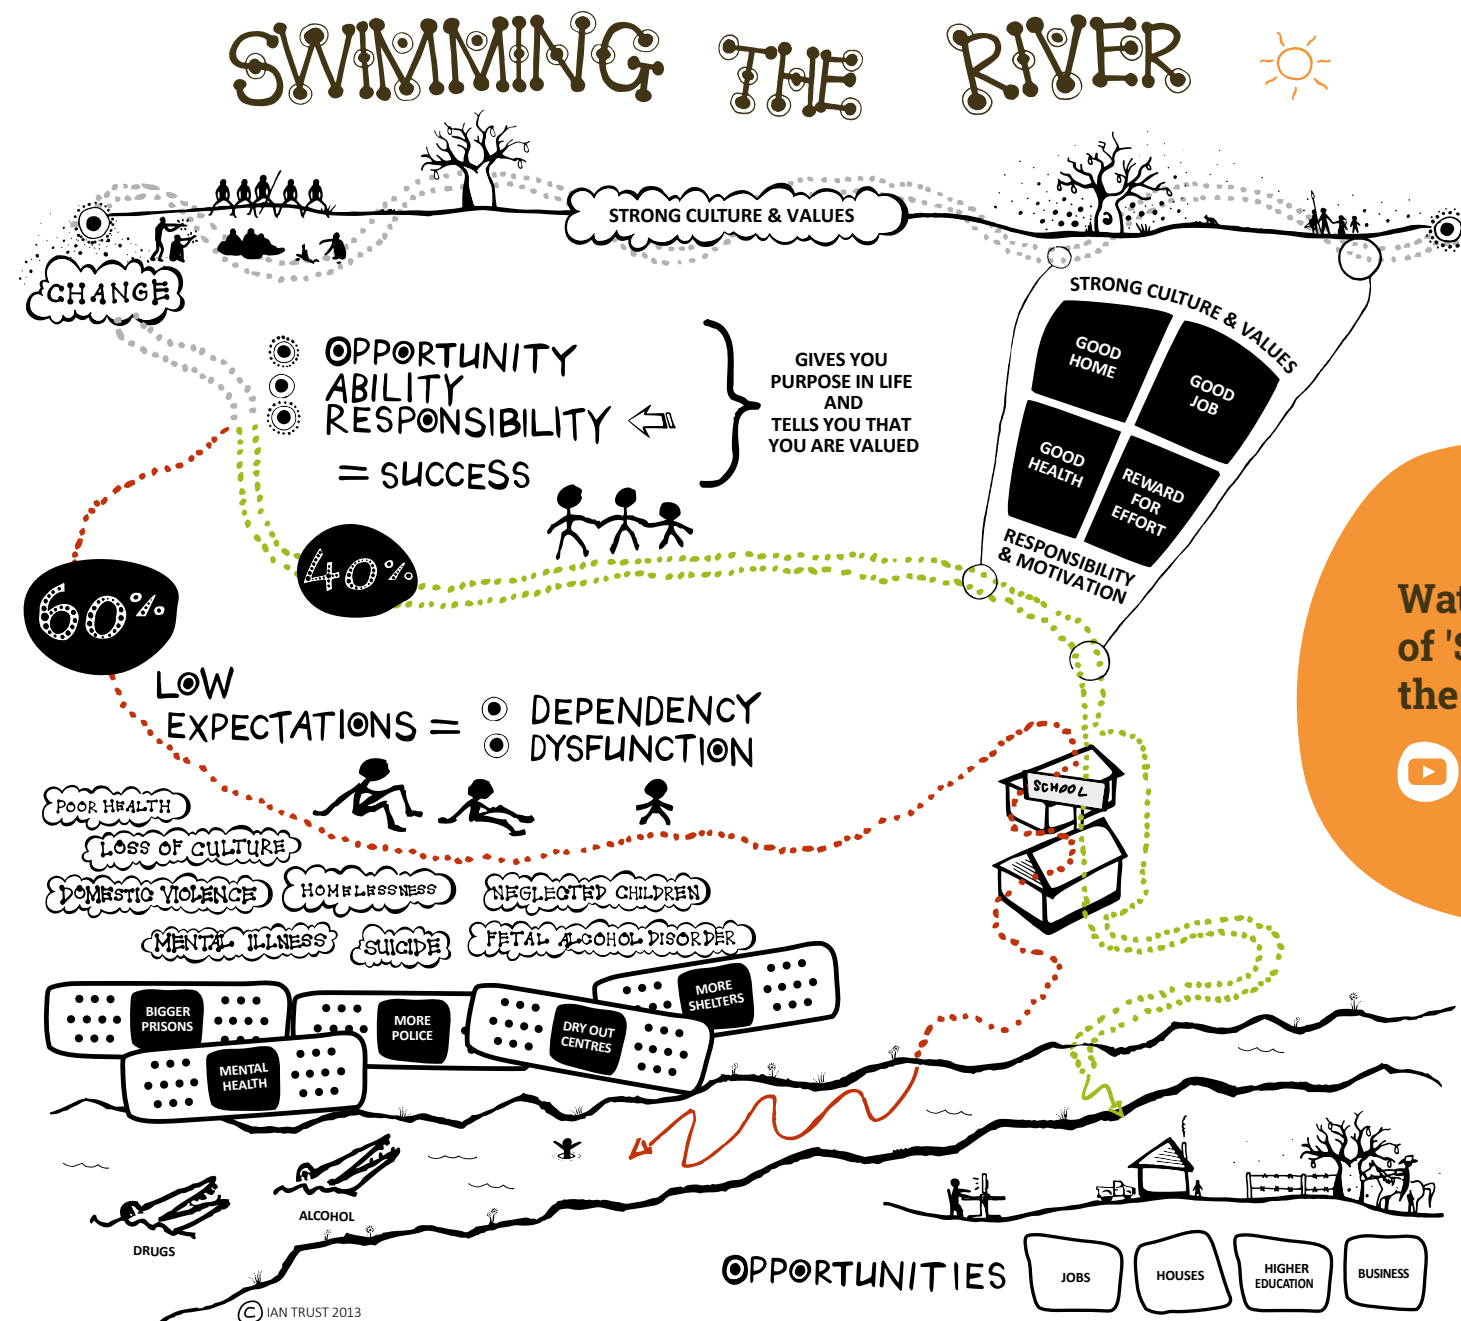 SWIMMING THE RIVER
STRONG CULTURE & VALUES
CHANGE
OPPORTUNITY
ABILITY
RESPONSIBILITY
= SUCCESS
GIVES YOU
PURPOSE IN LIFE
AND
TELLS YOU THAT
YOU ARE VALUED
STRONG CULTURE & VALUES
GOOD
HOME
GOOD
JOB
GOOD
HEALTH
REWARD
FOR
EFFORT
RESPONSIBILITY
& MOTIVATION
40%
60%
LOW
EXPECTATIONS =
DEPENDENCY
DYSFUNCTION
of 'S
the
SCHOOL
POOR HEALTH
LOSS OF CULTURE
DOMESTIC VIOLENCE
HOMELESSNESS
NEGLECTED CHILDREN
MENTAL ILLNESS
SUICIDE
FETAL ALCOHOL DISORDER
BIGGER
PRISONS
MORE
POLICE
DRY OUT
CENTRES
MORE
SHELTERS
MENTAL
HEALTH
ALCOHOL
DRUGS
OPPORTUNITIES
JOBS
HOUSES
HIGHER
EDUCATION
BUSINESS
© IAN TRUST 2013